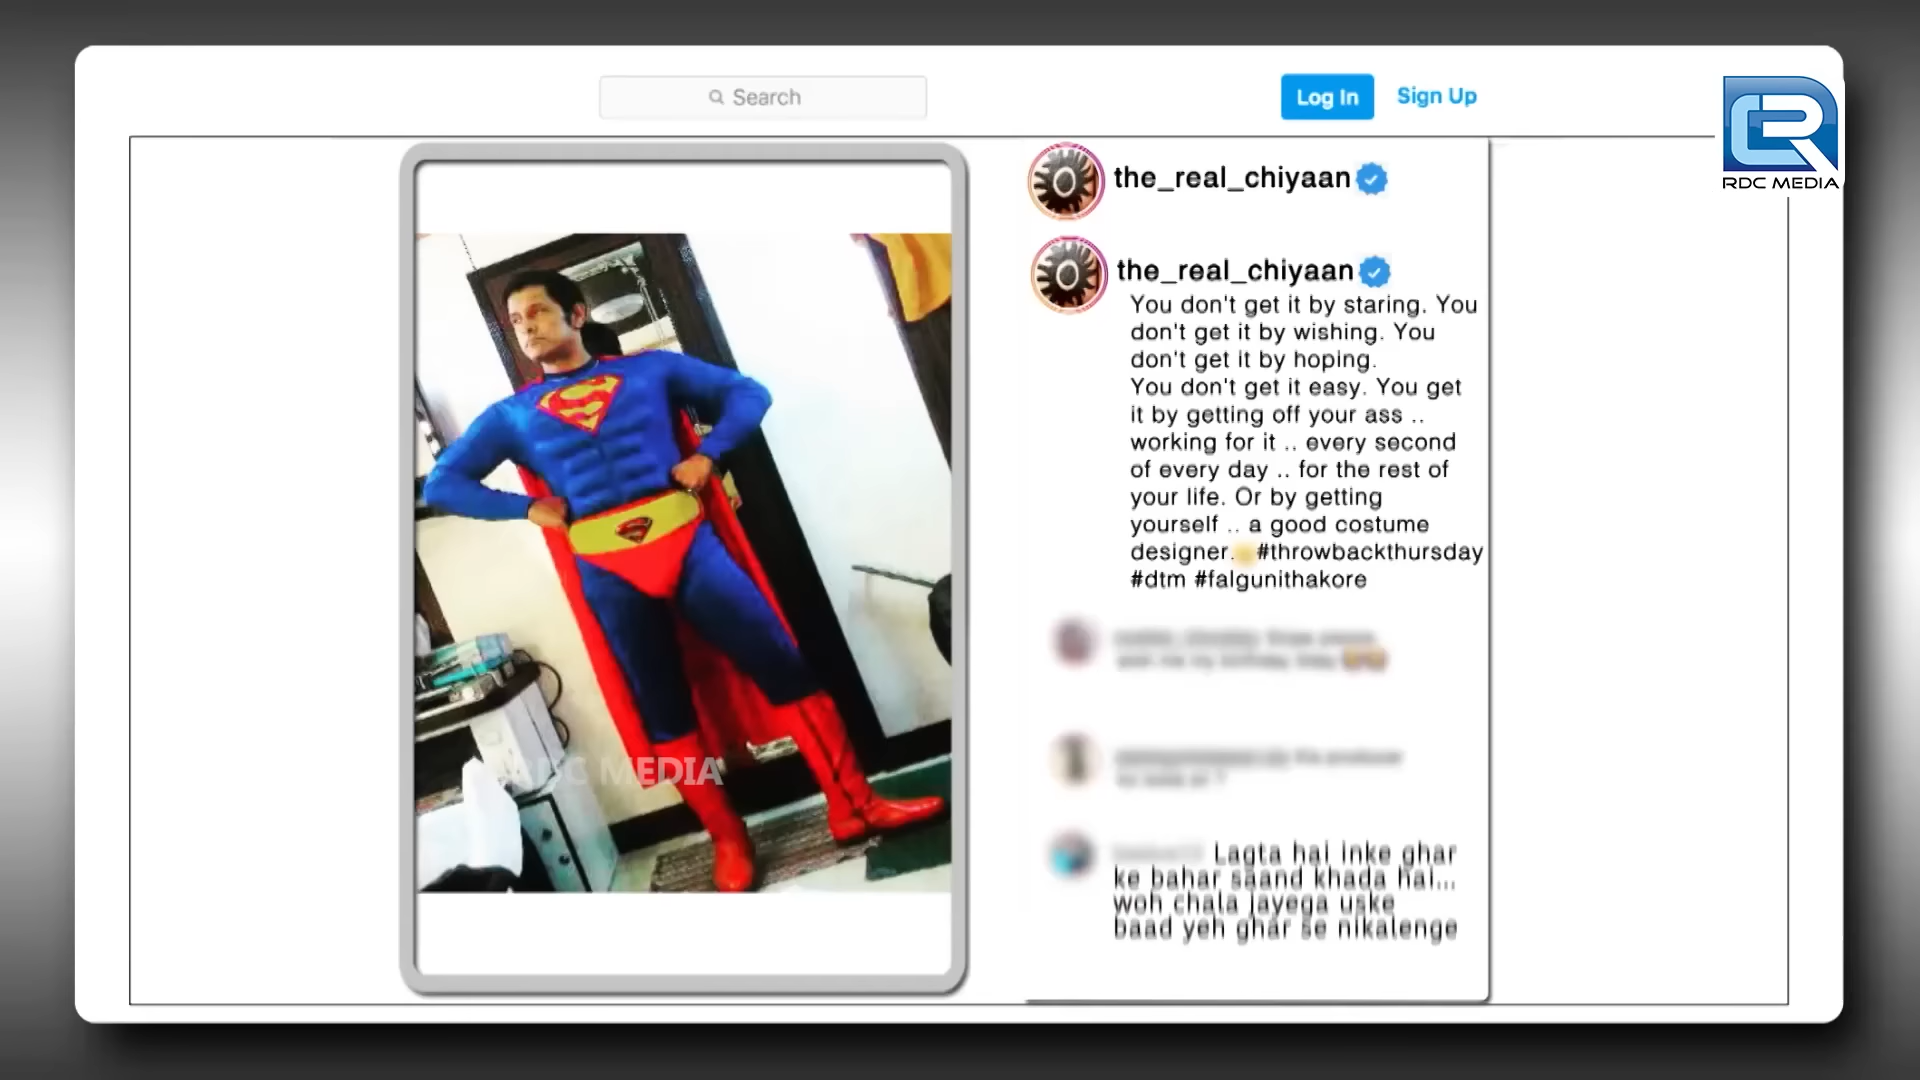 Search
Log In
Sign Up
RDC MEDIA
the_real_chiyaan
the_real_chiyaan
You don't get it by staring. You
don't get it by wishing. You
don't get it by hoping.
You don't get it easy. You get
it by getting off your ass ..
working for it .. every second
of every day .. for the rest of
your life. Or by getting
yourself .. a good costume
designer. #throwbackthursday
#dtm #falgunithakore
Lagta hai inke ghar
ke bahar saand khada hai...
woh chala jayega uske
baad yeh ghar se nikalenge
RDC MEDIA